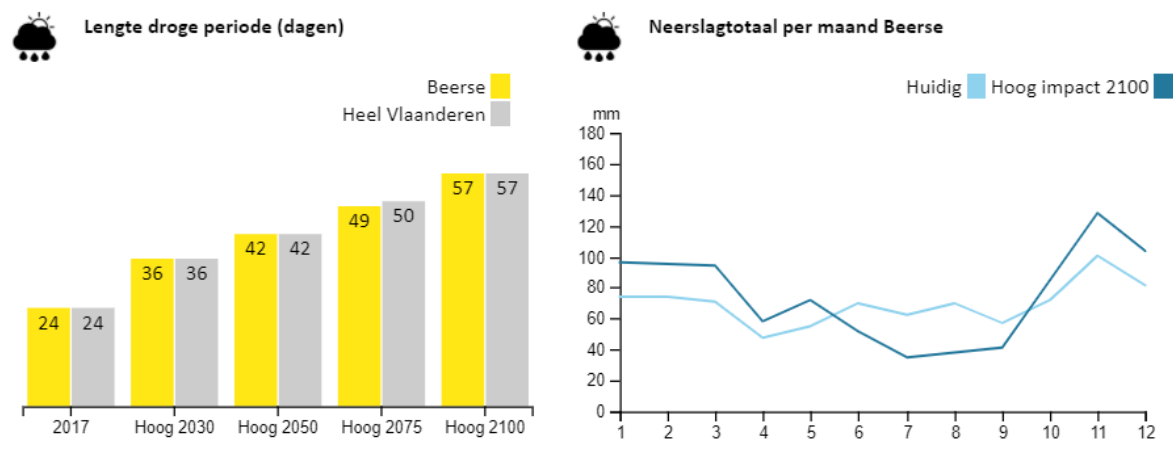 Lengte droge periode (dagen)
Beerse
Heel Vlaanderen
24 24 36 36 42 42 49 50 57 57
2017 Hoog 2030 Hoog 2050 Hoog 2075 Hoog 2100
Neerslagtotaal per maand Beerse
Huidig Hoog impact 2100
mm
180
160
140
120
100
80
60
40
20
0
1 2 3 4 5 6 7 8 9 10 11 12